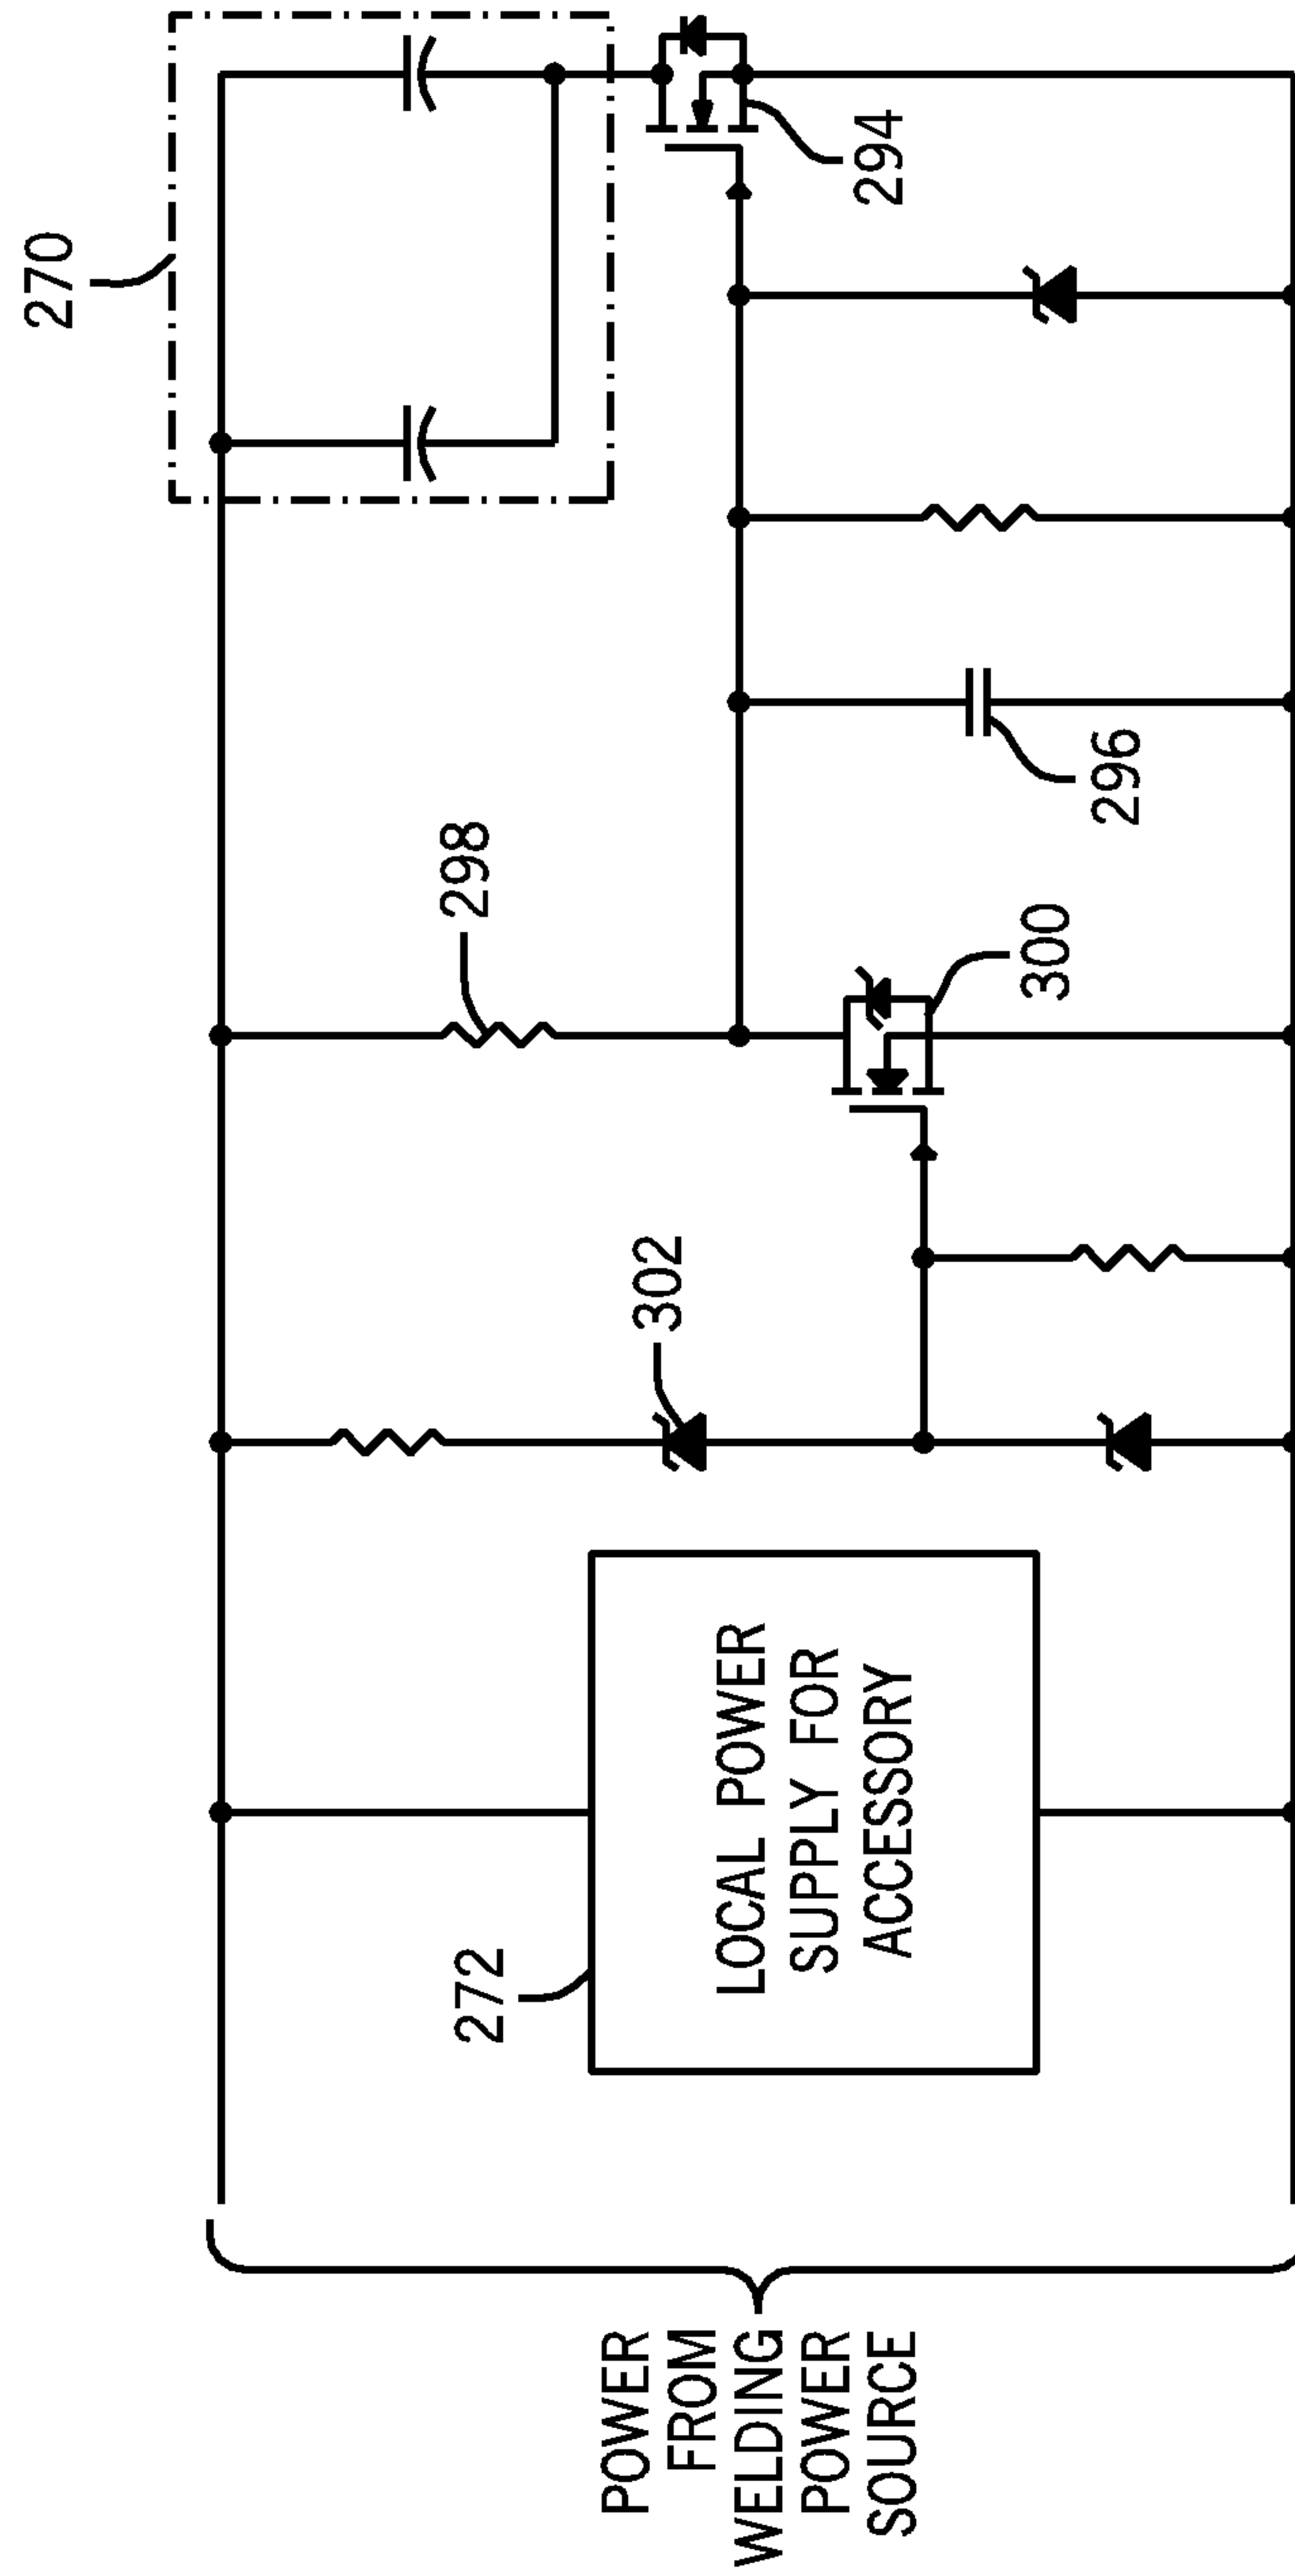 270
294
298
296
302
300
272
LOCAL POWER
SUPPLY FOR
ACCESSORY
POWER
FROM
WELDING
POWER
SOURCE